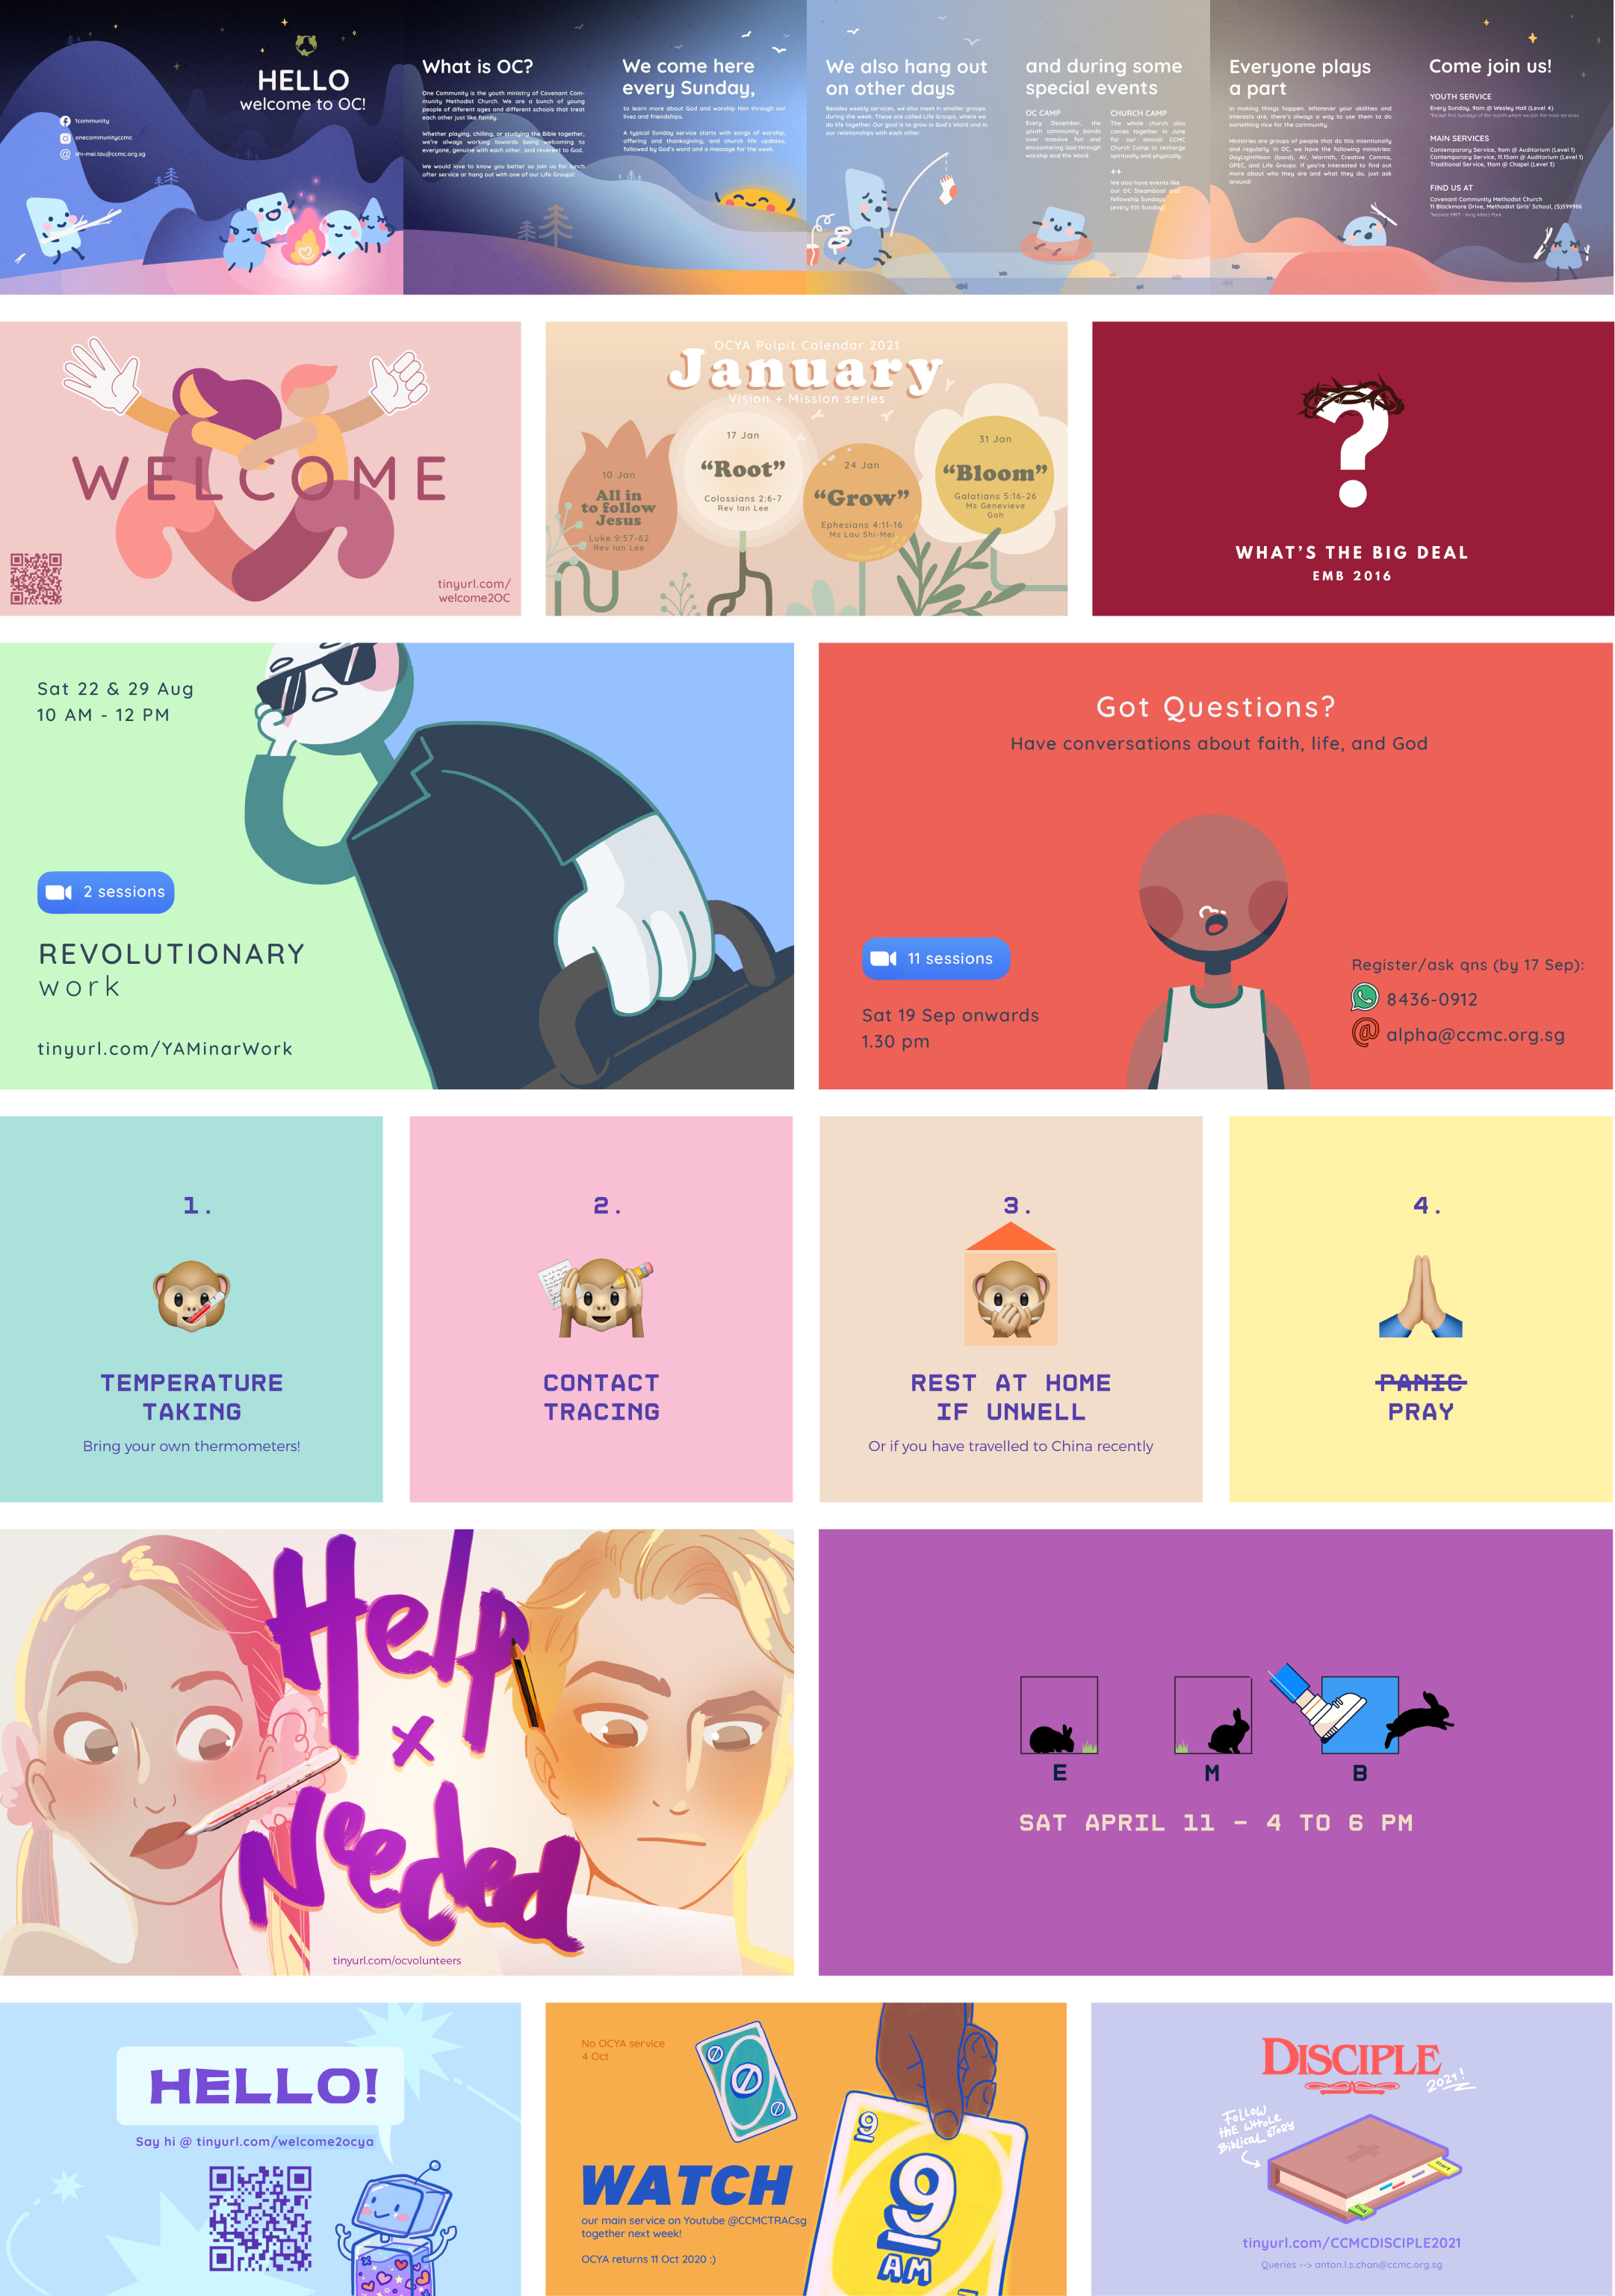 HELLO
welcome to OC!
1community
onecommunityccmc
shi-mei.lau@ccmc.org.sg
What is OC?
One Community is the youth ministry of Covenant Com-
munity Methodist Church. We are a bunch of young
people of different ages and different schools that treat
each other just like family.
Whether playing, chilling, or studying the Bible together,
we're always working towards being welcoming to
everyone, genuine with each other, and reverent to God.
We would love to know you better so join us for lunch
after service or hang out with one of our Life Groups!
We come here
every Sunday,
to learn more about God and worship Him through our
lives and friendships.
A typical Sunday service starts with songs of worship,
offering and thanksgiving, and church life updates,
followed by God's word and a message for the week.
We also hang out
on other days
Besides weekly services, we also meet in smaller groups
during the week. These are called Life Groups, where we
do life together. Our goal is to grow in God's Word and in
our relationships with each other.
and during some
special events
OC CAMP
Every December, the
youth community bonds
over massive fun and
encountering God through
worship and the Word.
CHURCH CAMP
The whole church also
comes together in June
for our annual CCMC
Church Camp to recharge
spiritually and physically.
++
We also have events like
our OC Steamboat and
Fellowship Sundays
(every 5th Sunday).
Everyone plays
a part
in making things happen. Whatever your abilities and
interests are, there's always a way to use them to do
something nice for the community.
Ministries are groups of people that do this intentionally
and regularly. In OC, we have the following ministries:
DayLightMoon (band), AV, Warmth, Creative Comms,
OPEC, and Life Groups. If you're interested to find out
more about who they are and what they do, just ask
around!
Come join us!
YOUTH SERVICE
Every Sunday, 9am @ Wesley Hall (Level 4)
*Except first Sundays of the month where we join the main services
MAIN SERVICES
Contemporary Service, 9am @ Auditorium (Level 1)
Contemporary Service, 11.15am @ Auditorium (Level 1)
Traditional Service, 11am @ Chapel (Level 3)
FIND US AT
Covenant Community Methodist Church
11 Blackmore Drive, Methodist Girls' School, (S)599986
*Nearest MRT - King Albert Park
WELCOME
tinyurl.com/
welcome2OC
OCYA Pulpit Calendar 2021
January
Vision + Mission series
10 Jan
All in
to follow
Jesus
Luke 9:57-62
Rev Ian Lee
17 Jan
“Root”
Colossians 2:6-7
Rev Ian Lee
24 Jan
“Grow”
Ephesians 4:11-16
Ms Lau Shi-Mei
31 Jan
“Bloom”
Galatians 5:16-26
Ms Genevieve
Goh
?
WHAT'S THE BIG DEAL
EMB 2016
Sat 22 & 29 Aug
10 AM - 12 PM
2 sessions
REVOLUTIONARY
work
tinyurl.com/YAMinarWork
Got Questions?
Have conversations about faith, life, and God
11 sessions
Sat 19 Sep onwards
1.30 pm
Register/ask qns (by 17 Sep):
8436-0912
@ alpha@ccmc.org.sg
1.
TEMPERATURE
TAKING
Bring your own thermometers!
2.
CONTACT
TRACING
3.
REST AT HOME
IF UNWELL
Or if you have travelled to China recently
4.
PANIC
PRAY
Help
x
Needed
tinyurl.com/ocvolunteers
E M B
SAT APRIL 11 - 4 TO 6 PM
HELLO!
Say hi @ tinyurl.com/welcome2ocya
No OCYA service
4 Oct
WATCH
our main service on Youtube @CCMCTRACsg
together next week!
OCYA returns 11 Oct 2020 :)
9
9
AM
DISCIPLE
2021!
FOLLOW
THE WHOLE
BIBLICAL STORY
start
End
tinyurl.com/CCMCDISCIPLE2021
Queries --> anton.l.s.chan@ccmc.org.sg